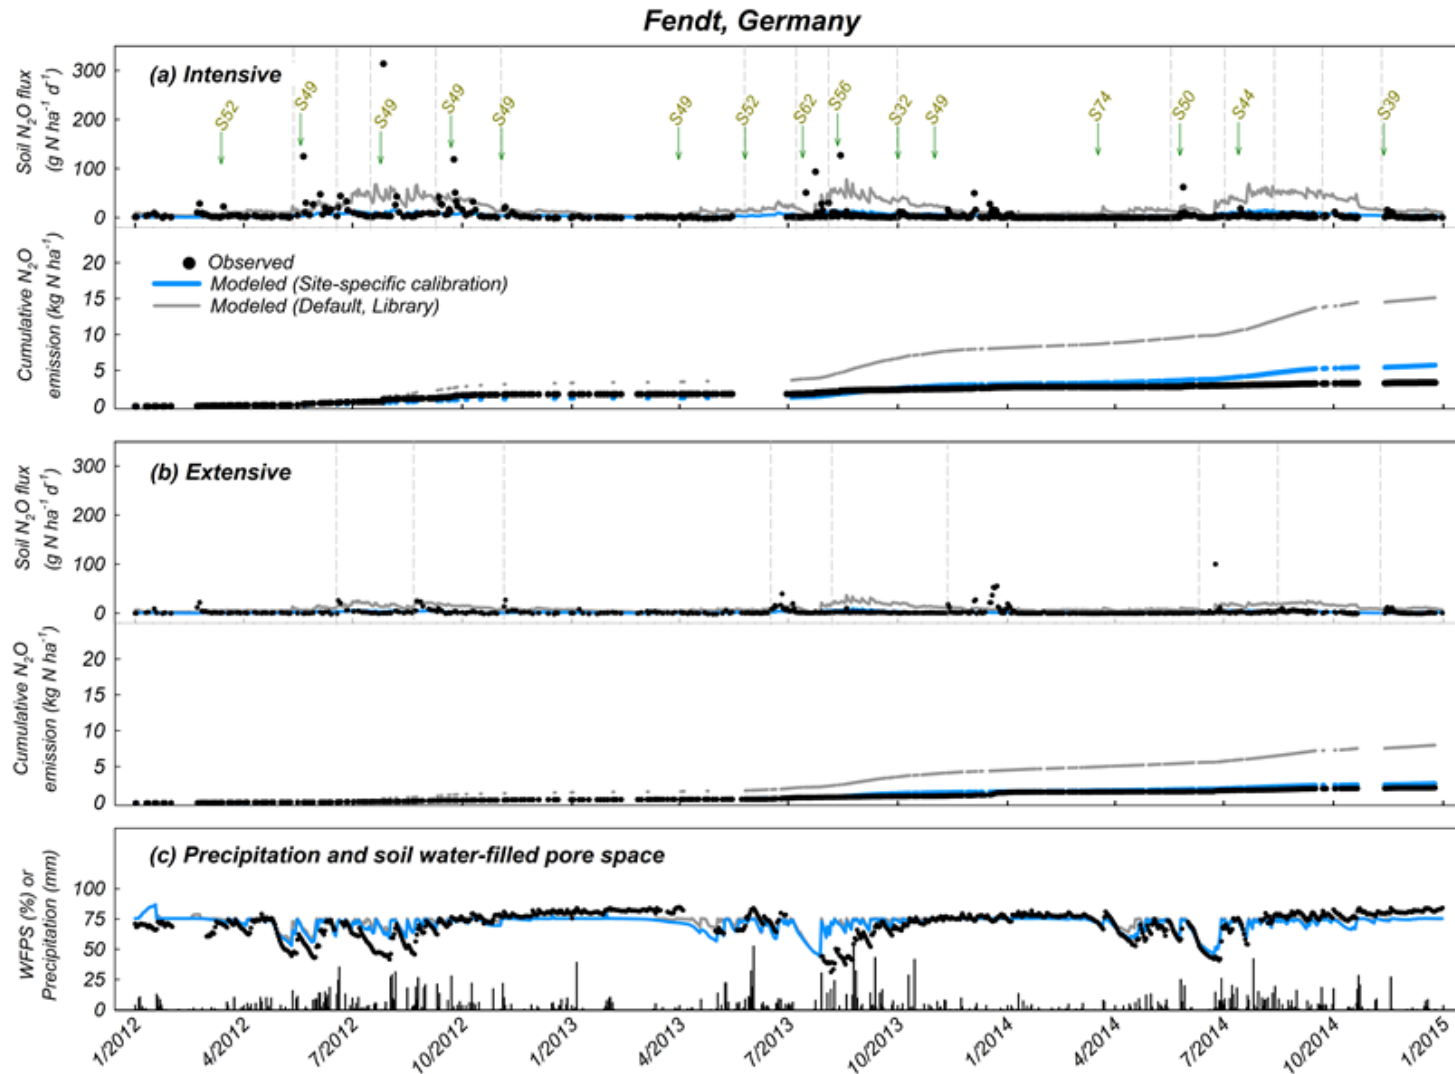 Fendt, Germany
(a) Intensive
Soil N₂O flux
(g N ha⁻¹ d⁻¹)
300
200
100
0
S52
S49
S49
S49
S49
S49
S52
S62
S56
S32
S49
S74
S50
S44
S39
Cumulative N₂O
emission (kg N ha⁻¹)
20
15
10
5
0
Observed
Modeled (Site-specific calibration)
Modeled (Default, Library)
(b) Extensive
Soil N₂O flux
(g N ha⁻¹ d⁻¹)
300
200
100
0
Cumulative N₂O
emission (kg N ha⁻¹)
20
15
10
5
0
(c) Precipitation and soil water-filled pore space
WFPS (%) or
Precipitation (mm)
100
75
50
25
0
1/2012
4/2012
7/2012
10/2012
1/2013
4/2013
7/2013
10/2013
1/2014
4/2014
7/2014
10/2014
1/2015